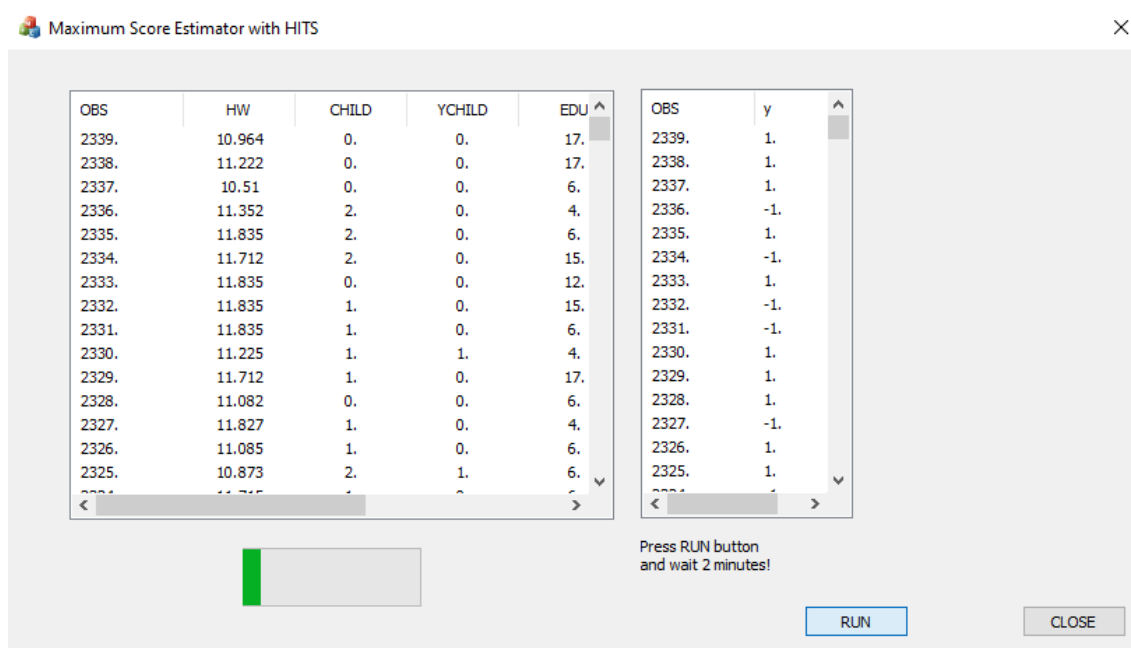 Maximum Score Estimator with HITS
OBS HW CHILD YCHILD EDU
2339. 10.964 0. 0. 17.
2338. 11.222 0. 0. 17.
2337. 10.51 0. 0. 6.
2336. 11.352 2. 0. 4.
2335. 11.835 2. 0. 6.
2334. 11.712 2. 0. 15.
2333. 11.835 0. 0. 12.
2332. 11.835 1. 0. 15.
2331. 11.835 1. 0. 6.
2330. 11.225 1. 1. 4.
2329. 11.712 1. 0. 17.
2328. 11.082 0. 0. 6.
2327. 11.827 1. 0. 4.
2326. 11.085 1. 0. 6.
2325. 10.873 2. 1. 6.
OBS y
2339. 1.
2338. 1.
2337. 1.
2336. -1.
2335. 1.
2334. -1.
2333. 1.
2332. -1.
2331. -1.
2330. 1.
2329. 1.
2328. 1.
2327. -1.
2326. 1.
2325. 1.
Press RUN button
and wait 2 minutes!
RUN
CLOSE